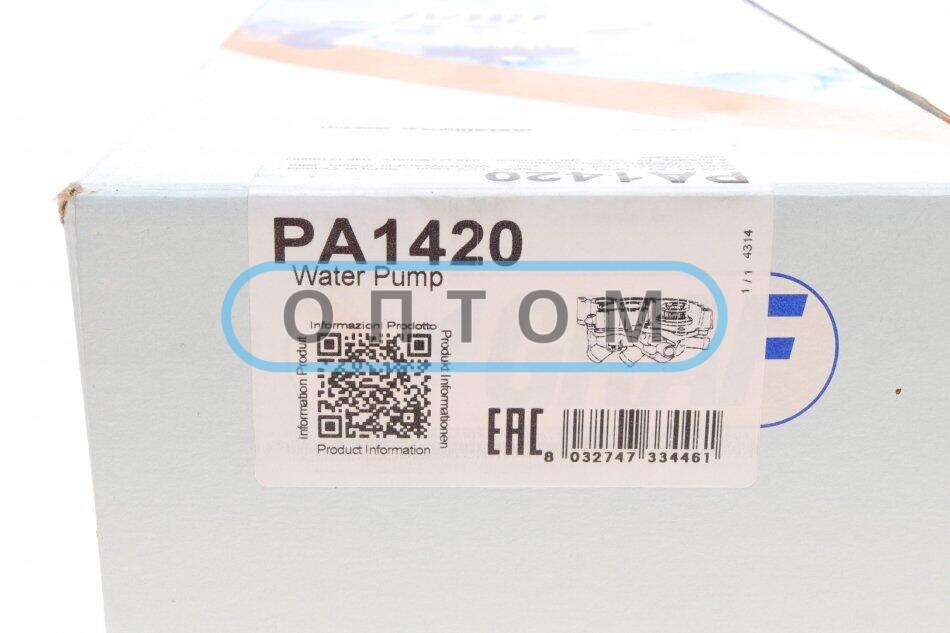 PA1420
PA1420
Water Pump
ОПТОМ
1 / 1 4314
Informazioni Prodotto
Information Produit
Produkt Informationen
Product Information
EAC
8 032747 334461